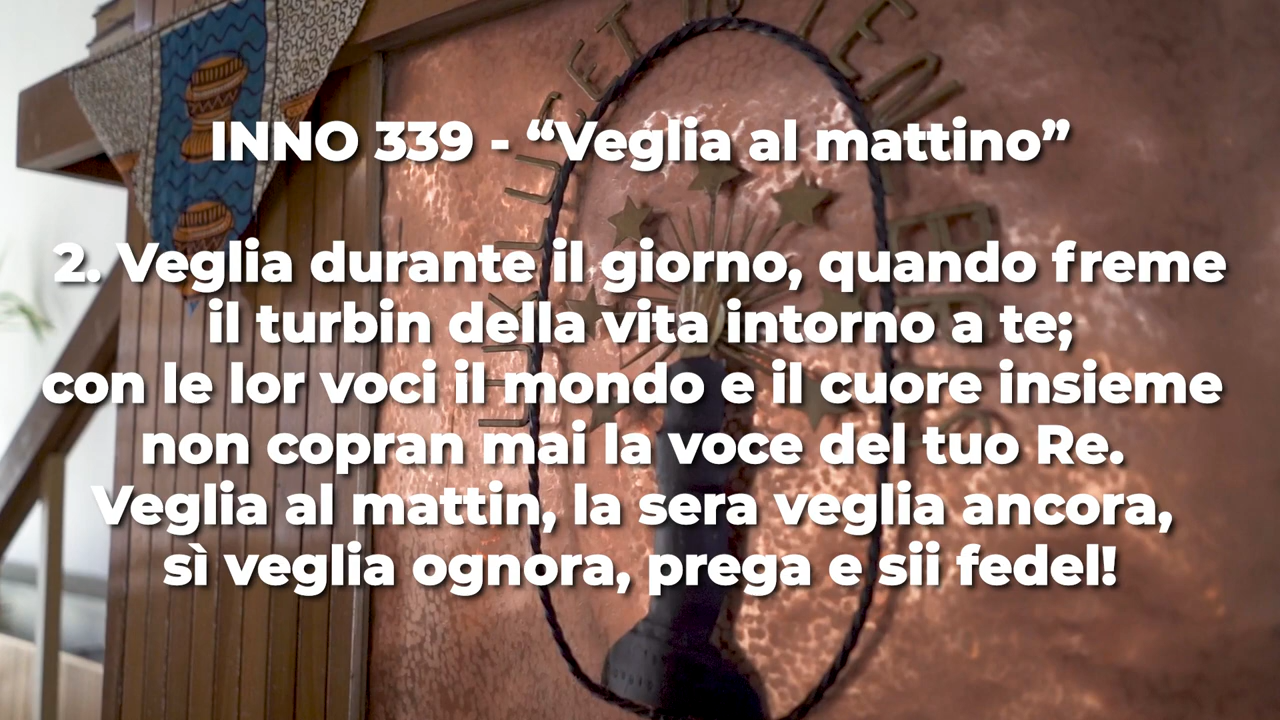 INNO 339 - “Veglia al mattino”
2. Veglia durante il giorno, quando freme
il turbin della vita intorno a te;
con le lor voci il mondo e il cuore insieme
non copran mai la voce del tuo Re.
Veglia al mattin, la sera veglia ancora,
sì veglia ognora, prega e sii fedel!